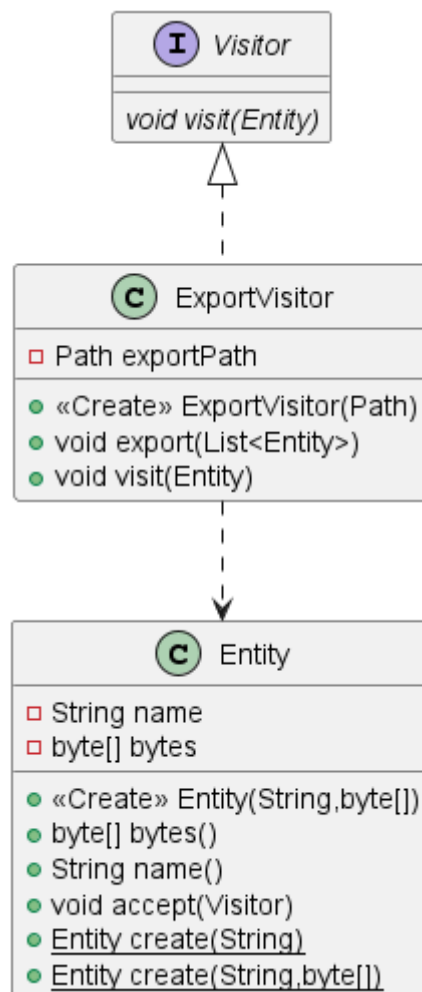 I Visitor
void visit(Entity)
C ExportVisitor
Path exportPath
«Create» ExportVisitor(Path)
void export(List<Entity>)
void visit(Entity)
C Entity
String name
byte[] bytes
«Create» Entity(String,byte[])
byte[] bytes()
String name()
void accept(Visitor)
Entity create(String)
Entity create(String,byte[])